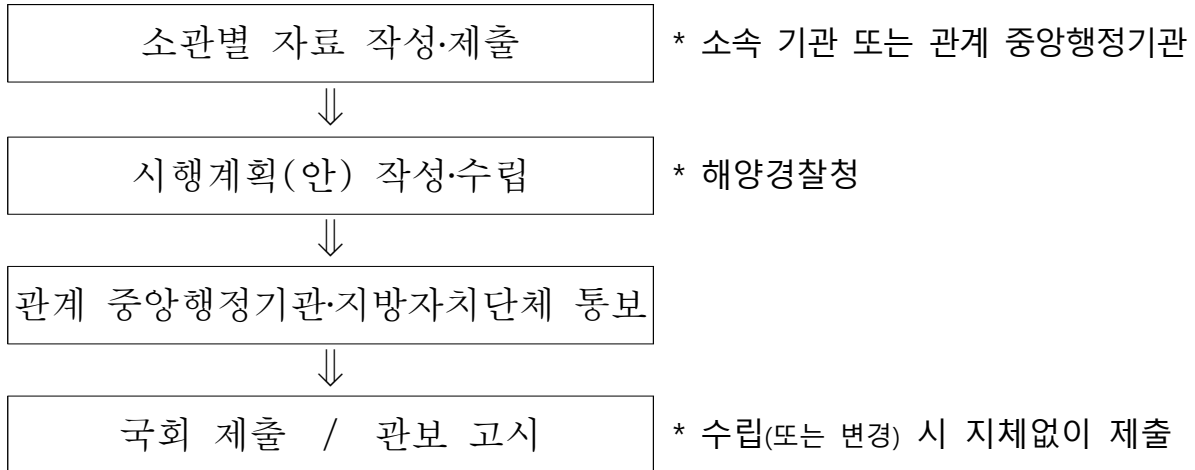 소관별 자료 작성·제출 * 소속 기관 또는 관계 중앙행정기관
⇓
시행계획(안) 작성·수립 * 해양경찰청
⇓
관계 중앙행정기관·지방자치단체 통보
⇓
국회 제출 / 관보 고시 * 수립(또는 변경) 시 지체없이 제출